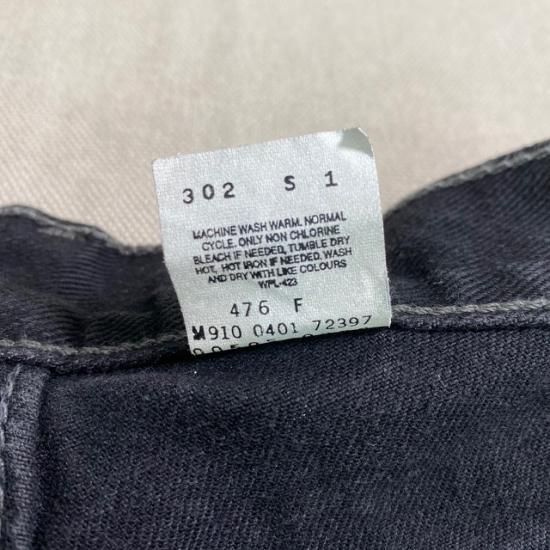 302 S 1
MACHINE WASH WARM. NORMAL
CYCLE. ONLY NON CHLORINE
BLEACH IF NEEDED. TUMBLE DRY
HOT, HOT IRON IF NEEDED. WASH
AND DRY WITH LIKE COLOURS
WPL-423
476 F
M910 0401 72397